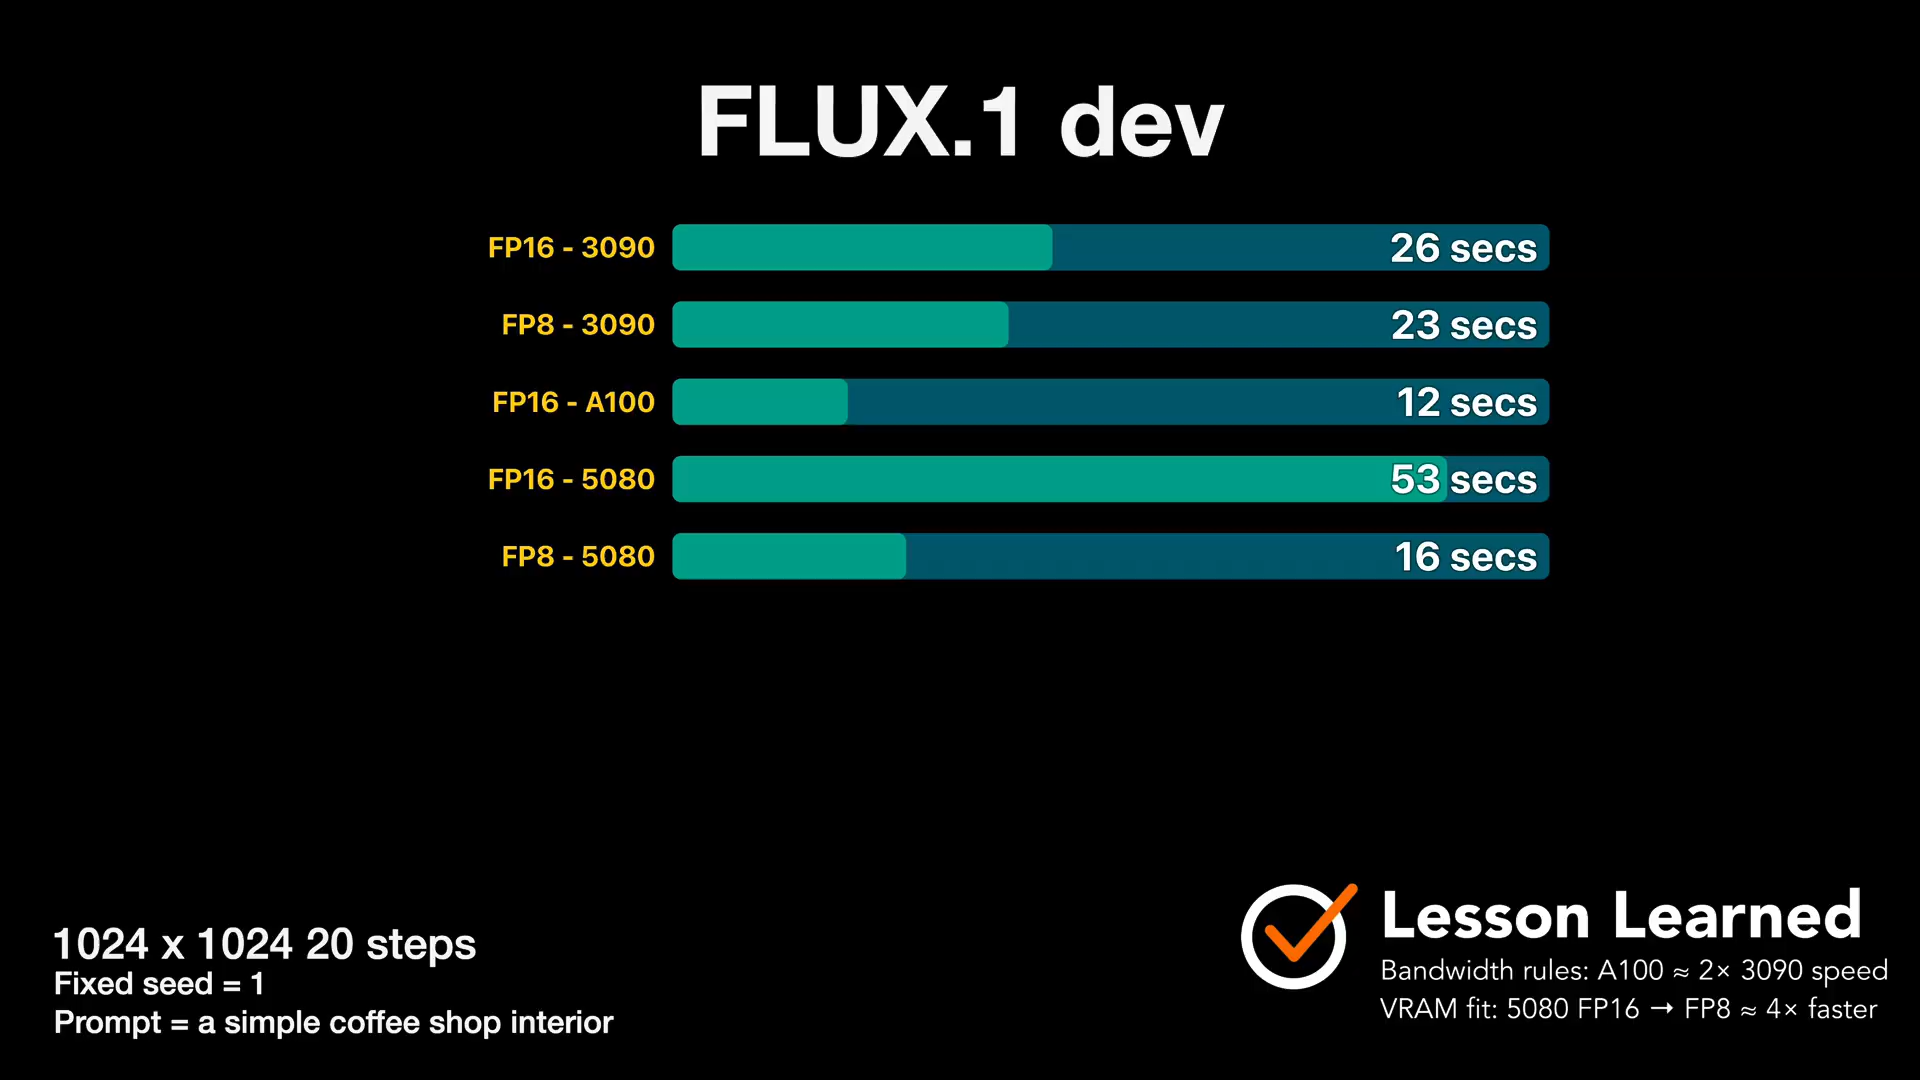 FLUX.1 dev
FP16 - 3090 26 secs
FP8 - 3090 23 secs
FP16 - A100 12 secs
FP16 - 5080 53 secs
FP8 - 5080 16 secs
1024 x 1024 20 steps
Fixed seed = 1
Prompt = a simple coffee shop interior
Lesson Learned
Bandwidth rules: A100 ≈ 2× 3090 speed
VRAM fit: 5080 FP16 → FP8 ≈ 4× faster